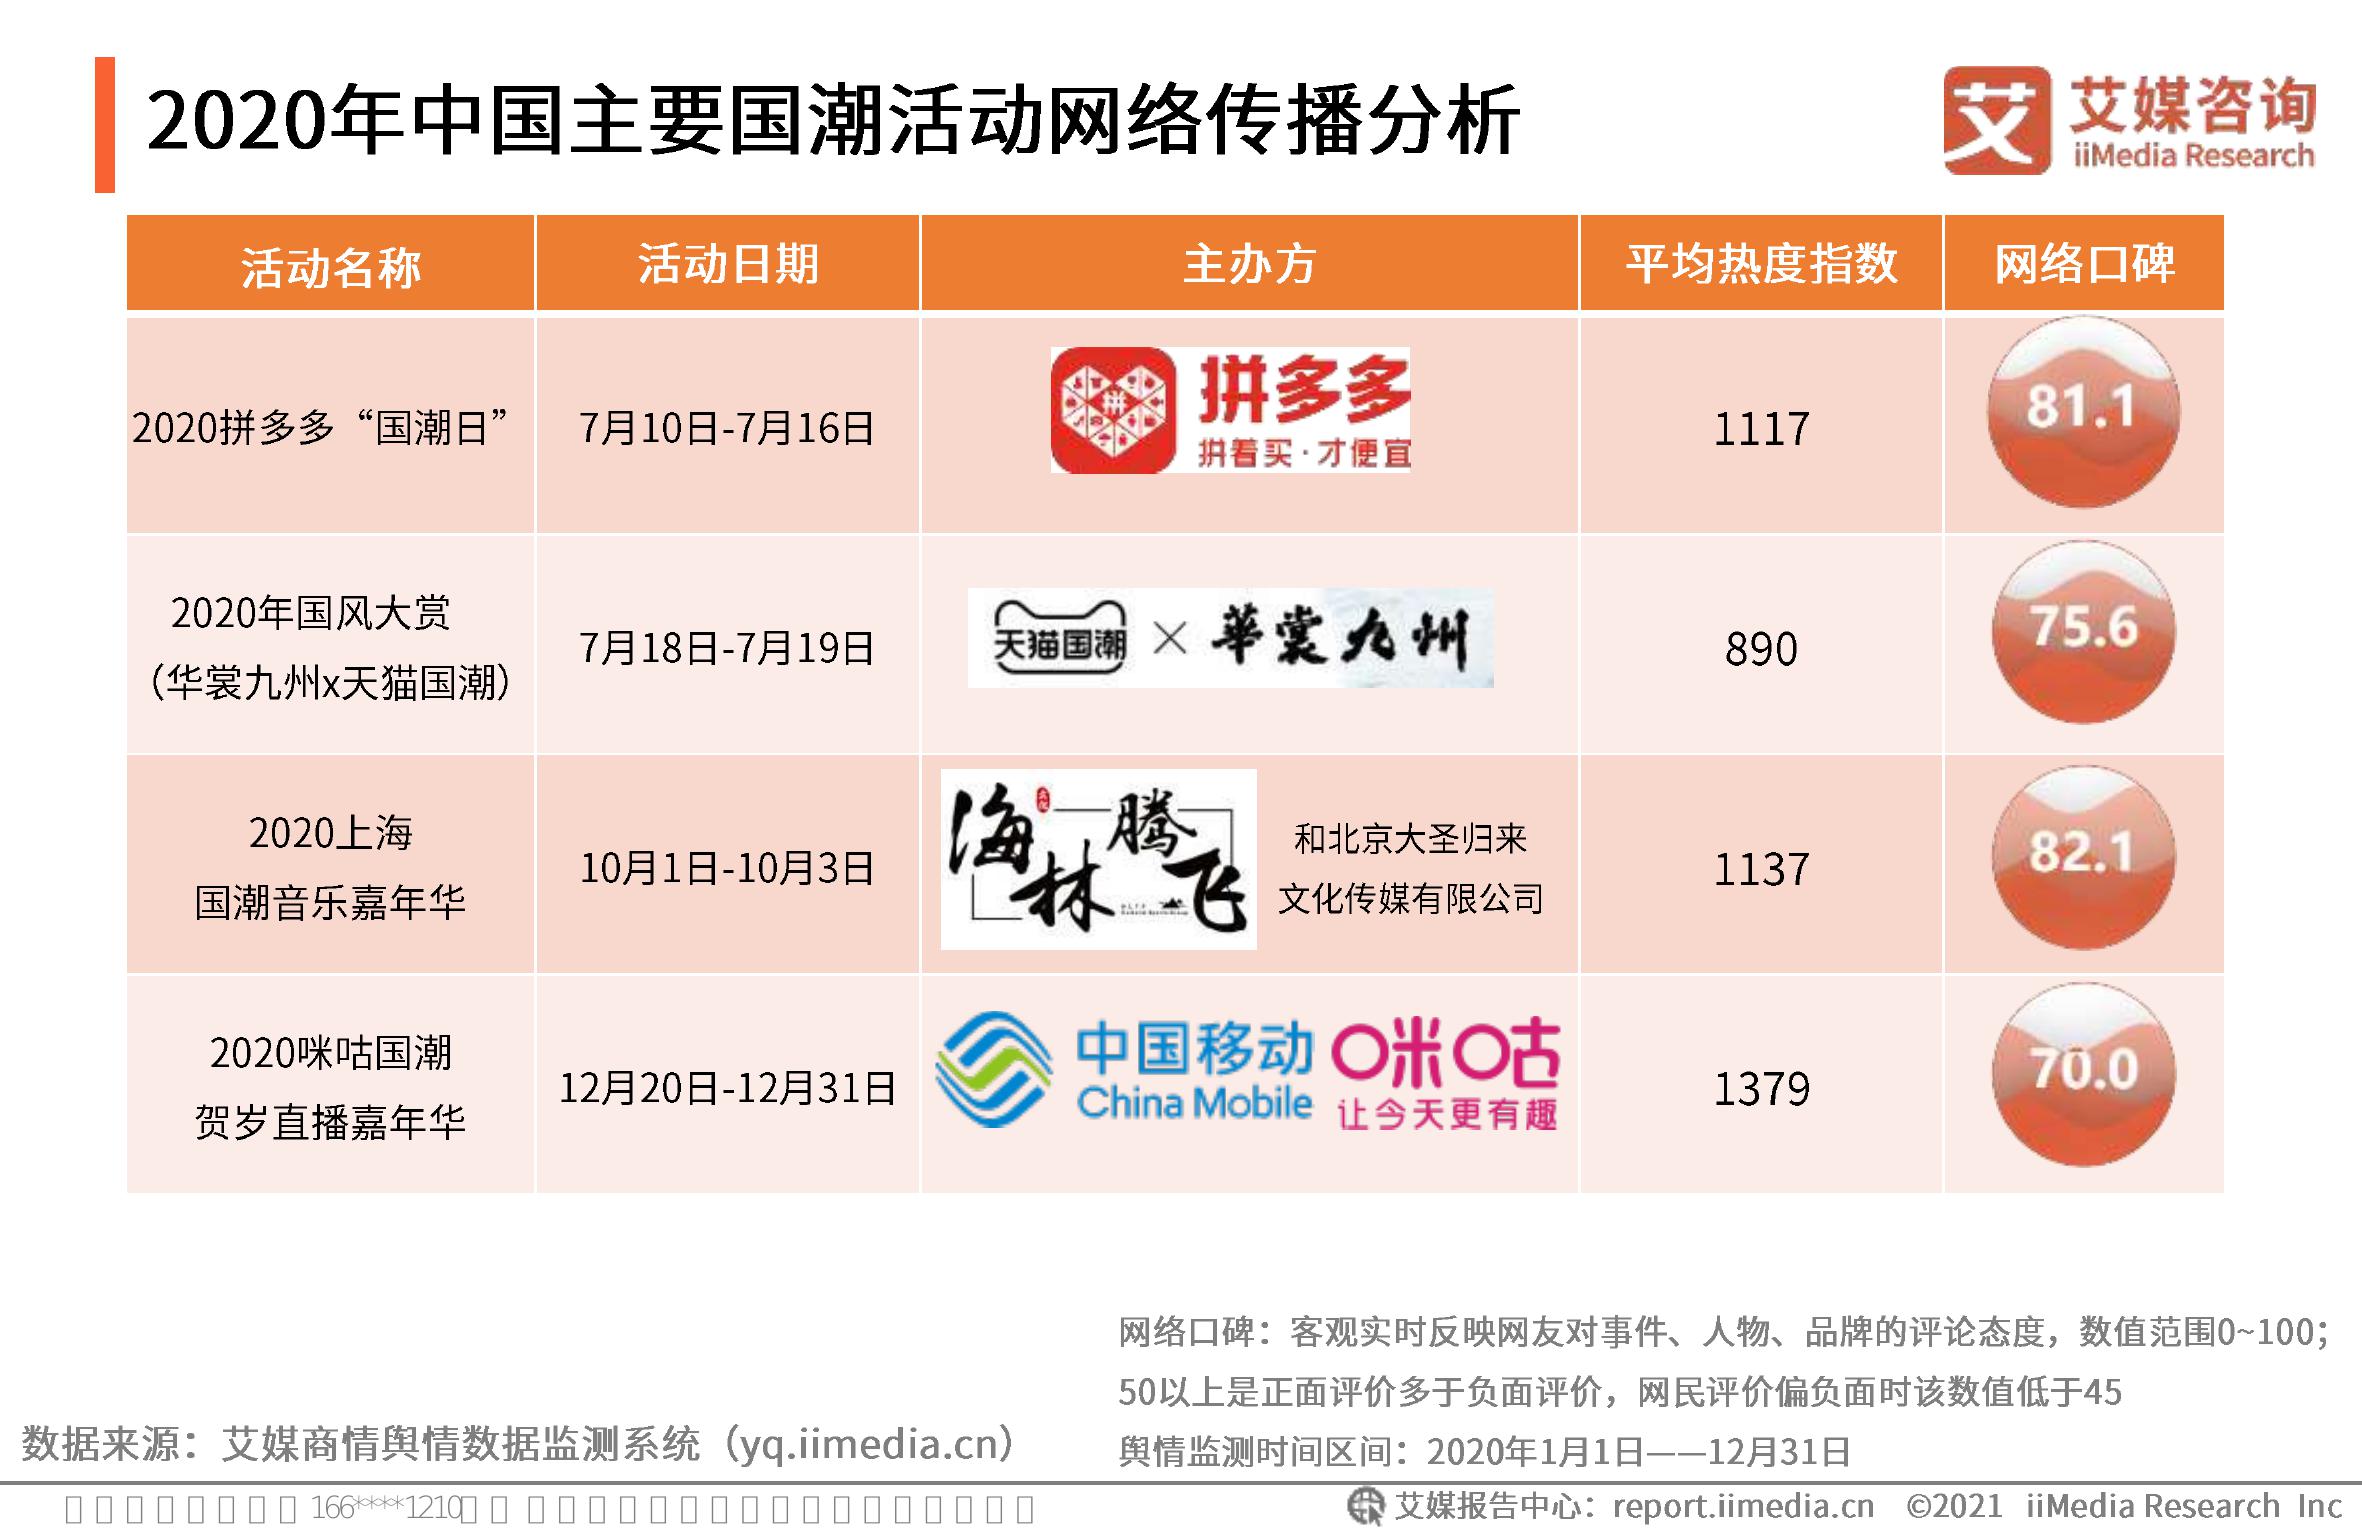 2020年中国主要国潮活动网络传播分析
艾
艾媒咨询
iiMedia Research
活动名称 活动日期 主办方 平均热度指数 网络口碑
2020拼多多“国潮日” 7月10日-7月16日 拼 拼多多 1117 81.1
拼着买·才便宜
2020年国风大赏
（华裳九州x天猫国潮） 7月18日-7月19日 天猫国潮 × 華裳九州 890 75.6
2020上海
国潮音乐嘉年华 10月1日-10月3日 海林腾飞 和北京大圣归来
文化传媒有限公司 1137 82.1
2020咪咕国潮
贺岁直播嘉年华 12月20日-12月31日 中国移动 China Mobile 咪咕 让今天更有趣 1379 70.0
网络口碑：客观实时反映网友对事件、人物、品牌的评论态度，数值范围0~100；
50以上是正面评价多于负面评价，网民评价偏负面时该数值低于45
數据来源：艾媒商情舆情数据监测系统（yq.iimedia.cn）
舆情监测时间区间：2020年1月1日——12月31日
166****1210
艾媒报告中心：report.iimedia.cn ©2021 iiMedia Research Inc